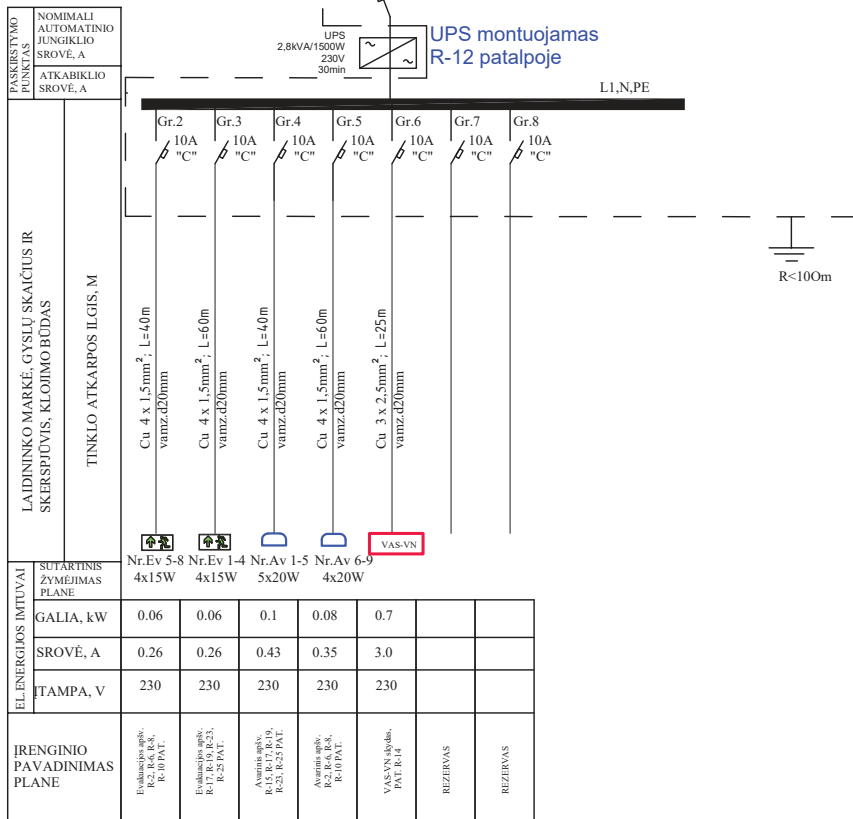 PASKIRSTYMO
PUNKTAS
NOMIMALI
AUTOMATINIO
JUNGIKLIO
SROVĖ, A
ATKABIKLIO
SROVĖ, A
UPS
2,8kVA/1500W
230V
30min
UPS montuojamas
R-12 patalpoje
L1,N,PE
Gr.2
10A
"C"
Gr.3
10A
"C"
Gr.4
10A
"C"
Gr.5
10A
"C"
Gr.6
10A
"C"
Gr.7
10A
"C"
Gr.8
10A
"C"
R<10Om
LAIDININKO MARKĖ, GYSLŲ SKAIČIUS IR
SKERSPJŪVIS, KLOJIMO BŪDAS
TINKLO ATKARPOS ILGIS, M
Cu 4 x 1,5mm²; L=40m
vamz.d20mm
Cu 4 x 1,5mm²; L=60m
vamz.d20mm
Cu 4 x 1,5mm²; L=40m
vamz.d20mm
Cu 4 x 1,5mm²; L=60m
vamz.d20mm
Cu 3 x 2,5mm²; L=25m
vamz.d20mm
VAS-VN
EL.ENERGIJOS IMTUVAI
SUTARTINIS
ŽYMĖJIMAS
PLANE
Nr.Ev 5-8
4x15W
Nr.Ev 1-4
4x15W
Nr.Av 1-5
5x20W
Nr.Av 6-9
4x20W
GALIA, kW 0.06 0.06 0.1 0.08 0.7
SROVĖ, A 0.26 0.26 0.43 0.35 3.0
ĮTAMPA, V 230 230 230 230 230
ĮRENGINIO
PAVADINIMAS
PLANE
Evakuacijos apšv.
R-2, R-6, R-8,
R-10 PAT.
Evakuacijos apšv.
R-17, R-19, R-23,
R-25 PAT.
Avarinis apšv.
R-15, R-17, R-19,
R-23, R-25 PAT.
Avarinis apšv.
R-2, R-6, R-8,
R-10 PAT.
VAS-VN skydas,
PAT. R-14
REZERVAS
REZERVAS